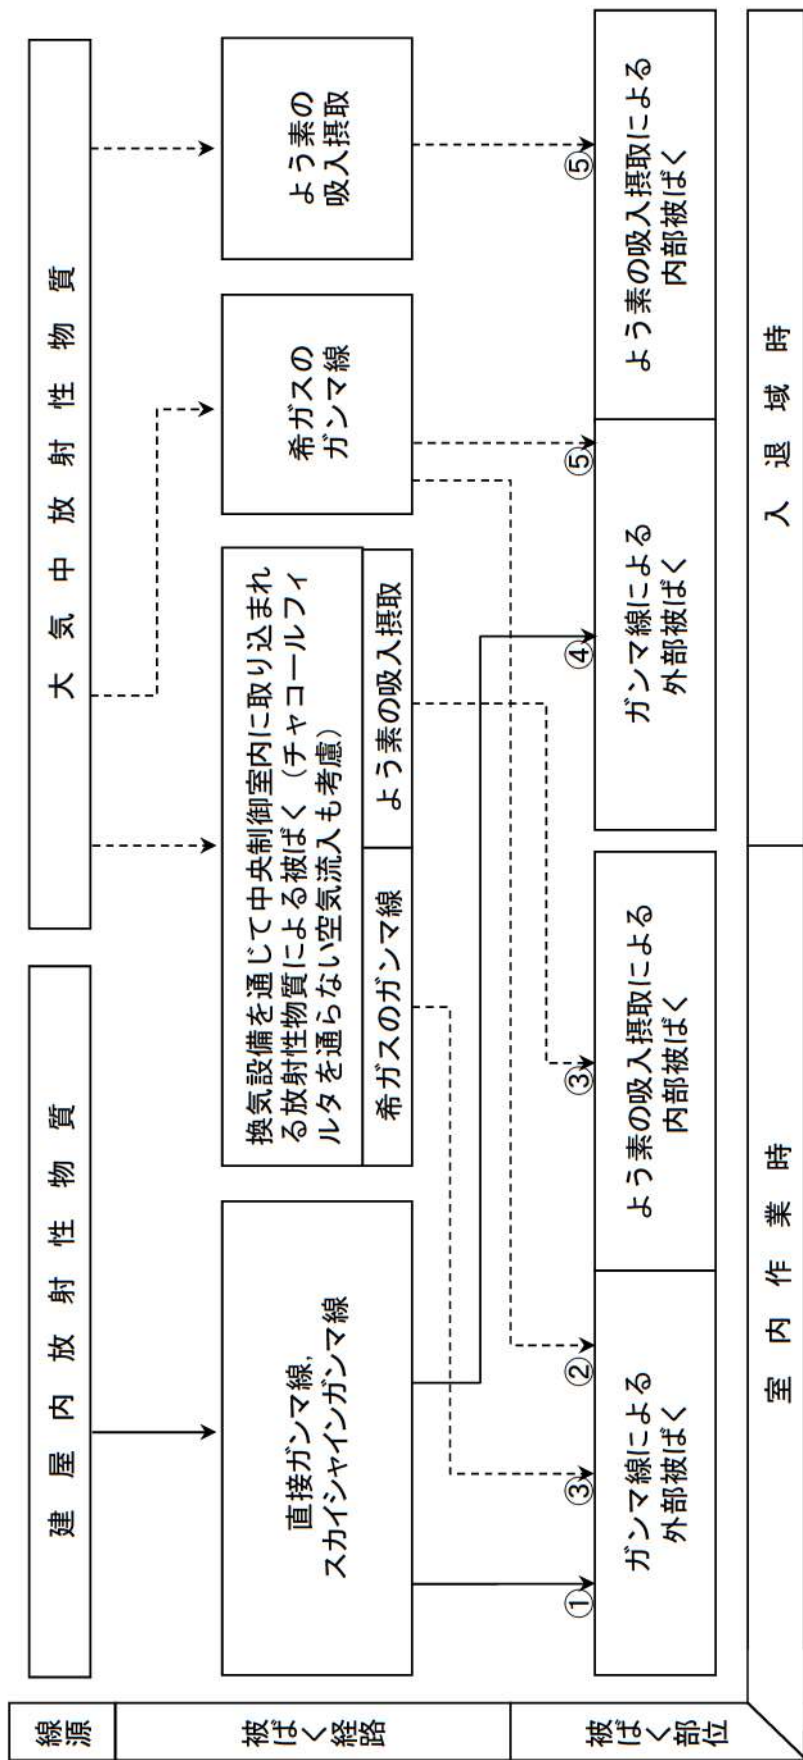 線源
建屋内放射性物質
大気中放射性物質
被ばく経路
直接ガンマ線,
スカイシャインガンマ線
換気設備を通じて中央制御室内に取り込まれ
る放射性物質による被ばく（チャコールフィ
ルタを通らない空気流入も考慮）
希ガスのガンマ線
よう素の吸入摂取
希ガスの
ガンマ線
よう素の
吸入摂取
被ばく部位
①
③
②
③
④
⑤
⑤
ガンマ線による
外部被ばく
よう素の吸入摂取による
内部被ばく
ガンマ線による
外部被ばく
よう素の吸入摂取による
内部被ばく
室内作業時
入退域時